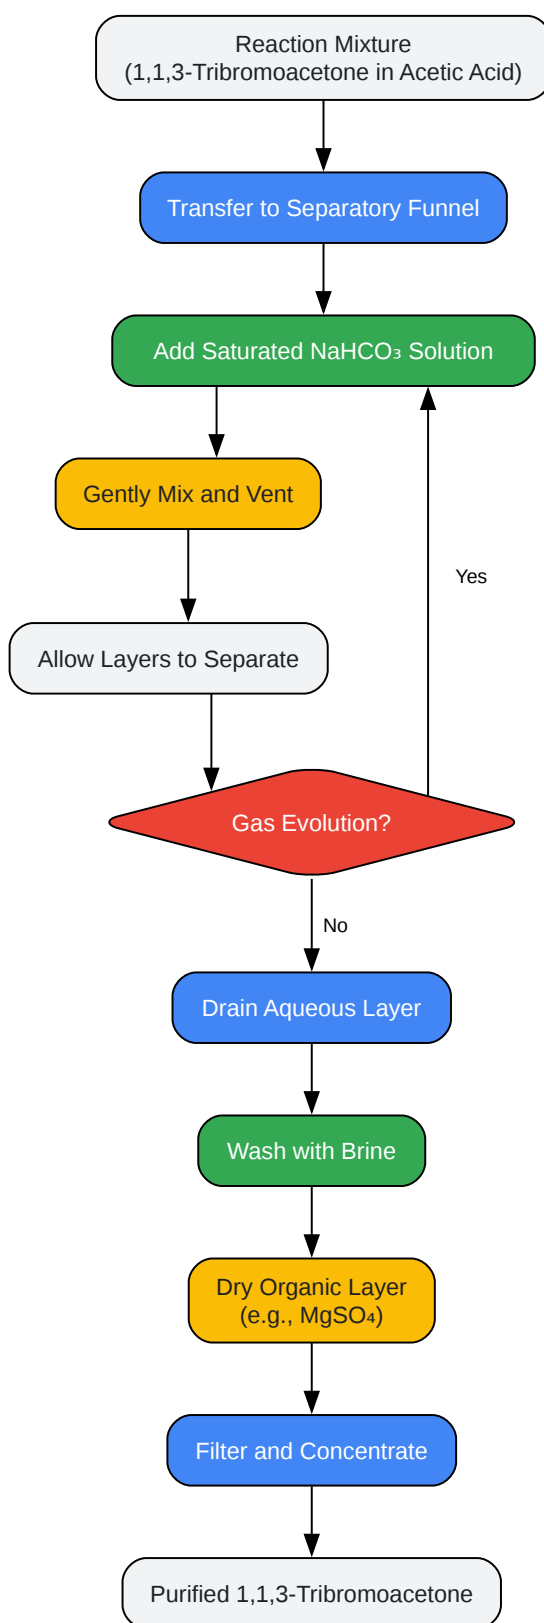 Reaction Mixture
(1,1,3-Tribromoacetone in Acetic Acid)
Transfer to Separatory Funnel
Add Saturated NaHCO₃ Solution
Gently Mix and Vent
Yes
Allow Layers to Separate
Gas Evolution?
No
Drain Aqueous Layer
Wash with Brine
Dry Organic Layer
(e.g., MgSO₄)
Filter and Concentrate
Purified 1,1,3-Tribromoacetone